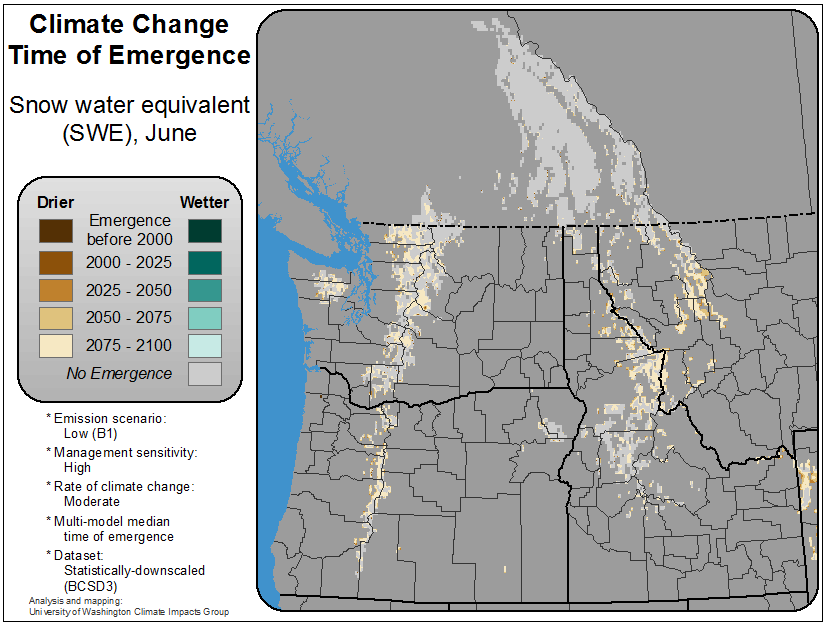 Climate Change
Time of Emergence
Snow water equivalent
(SWE), June
Drier Wetter
Emergence
before 2000
2000 - 2025
2025 - 2050
2050 - 2075
2075 - 2100
No Emergence
* Emission scenario:
Low (B1)
* Management sensitivity:
High
* Rate of climate change:
Moderate
* Multi-model median
time of emergence
* Dataset:
Statistically-downscaled
(BCSD3)
Analysis and mapping:
University of Washington Climate Impacts Group